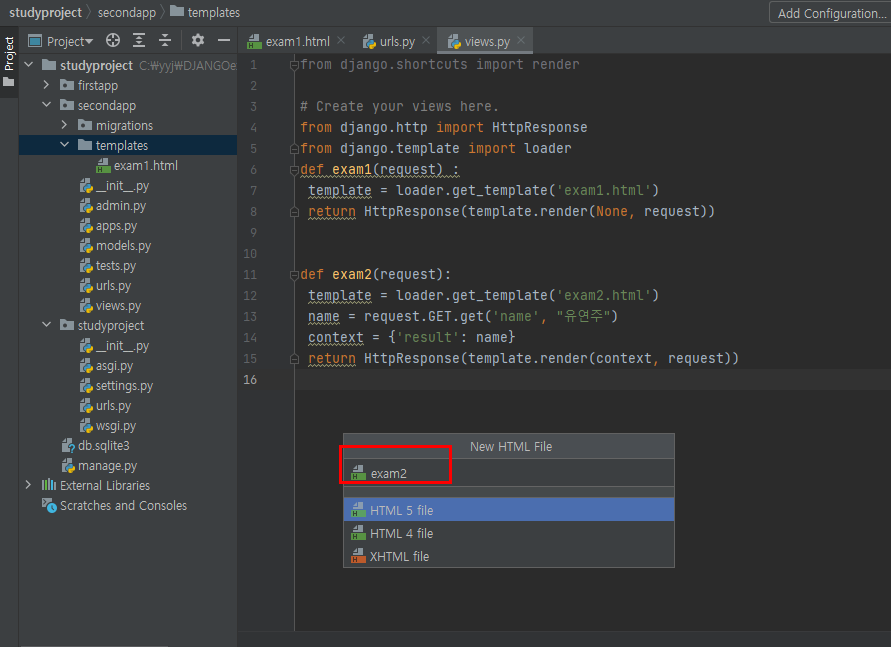 studyproject secondapp templates
Add Configuration...
Project
Project
exam1.html
urls.py
views.py
studyproject C:₩yyj₩DJANGOe
firstapp
secondapp
migrations
templates
exam1.html
__init__.py
admin.py
apps.py
models.py
tests.py
urls.py
views.py
studyproject
__init__.py
asgi.py
settings.py
urls.py
wsgi.py
db.sqlite3
manage.py
External Libraries
Scratches and Consoles
1 from django.shortcuts import render
2
3 # Create your views here.
4 from django.http import HttpResponse
5 from django.template import loader
6 def exam1(request) :
7 template = loader.get_template('exam1.html')
8 return HttpResponse(template.render(None, request))
9
10
11 def exam2(request):
12 template = loader.get_template('exam2.html')
13 name = request.GET.get('name', "유연주")
14 context = {'result': name}
15 return HttpResponse(template.render(context, request))
16
New HTML File
exam2
HTML 5 file
HTML 4 file
XHTML file